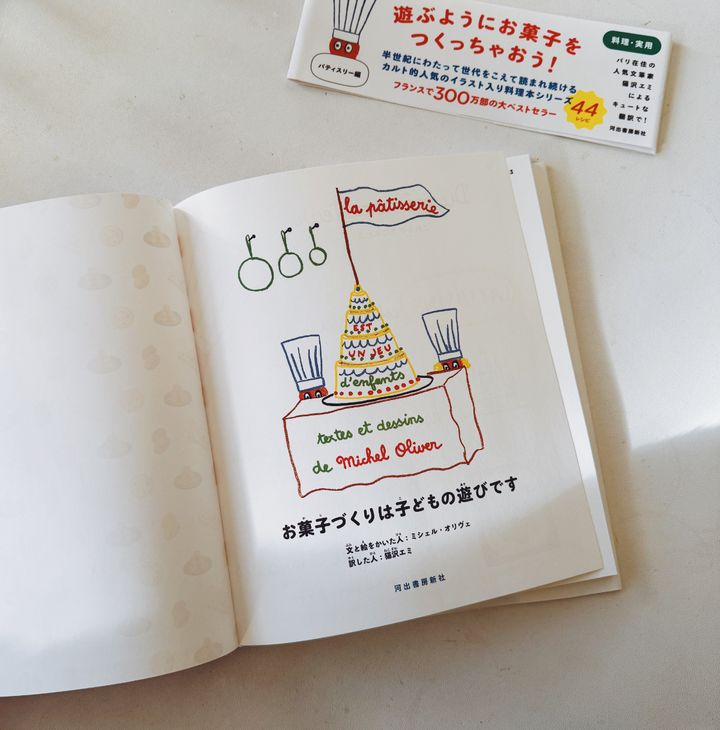 遊ぶようにお菓子を
つくっちゃおう!
半世紀にわたって世代をこえて読まれ続ける
カルト的人気のイラスト入り料理本シリーズ
フランスで300万部の大ベストセラー
パティスリー編
44
レシピ
料理・実用
パリ在住の
人気文筆家
猫沢エミ
による
キュートな
翻訳で!
河出書房新社
la pâtisserie
EST
UN JEU
d'enfants
textes et dessins
de Michel Oliver
お菓子づくりは子どもの遊びです
文と絵をかいた人:ミシェル・オリヴェ
訳した人:猫沢エミ
河出書房新社